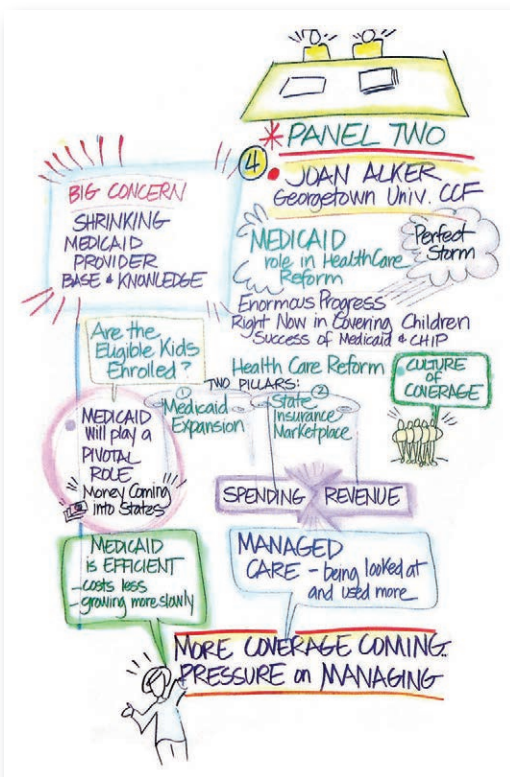 * PANEL TWO
4
• JOAN ALKER
Georgetown Univ. CCF
BIG CONCERN
SHRINKING
MEDICAID
PROVIDER
BASE & KNOWLEDGE
MEDICAID
role in HealthCare
Reform
Perfect
Storm
Enormous Progress
Right Now in Covering Children
Success of Medicaid & CHIP
Are the
Eligible Kids
Enrolled?
Health Care Reform
TWO PILLARS:
1
Medicaid
Expansion
2
State
Insurance
Marketplace
• CULTURE
OF
COVERAGE
• MEDICAID
Will play a
PIVOTAL
ROLE
Money Coming
into States
SPENDING
REVENUE
MEDICAID
is EFFICIENT
- costs less
- growing more slowly
MANAGED
CARE - being looked at
and used more
MORE COVERAGE COMING..
PRESSURE on MANAGING